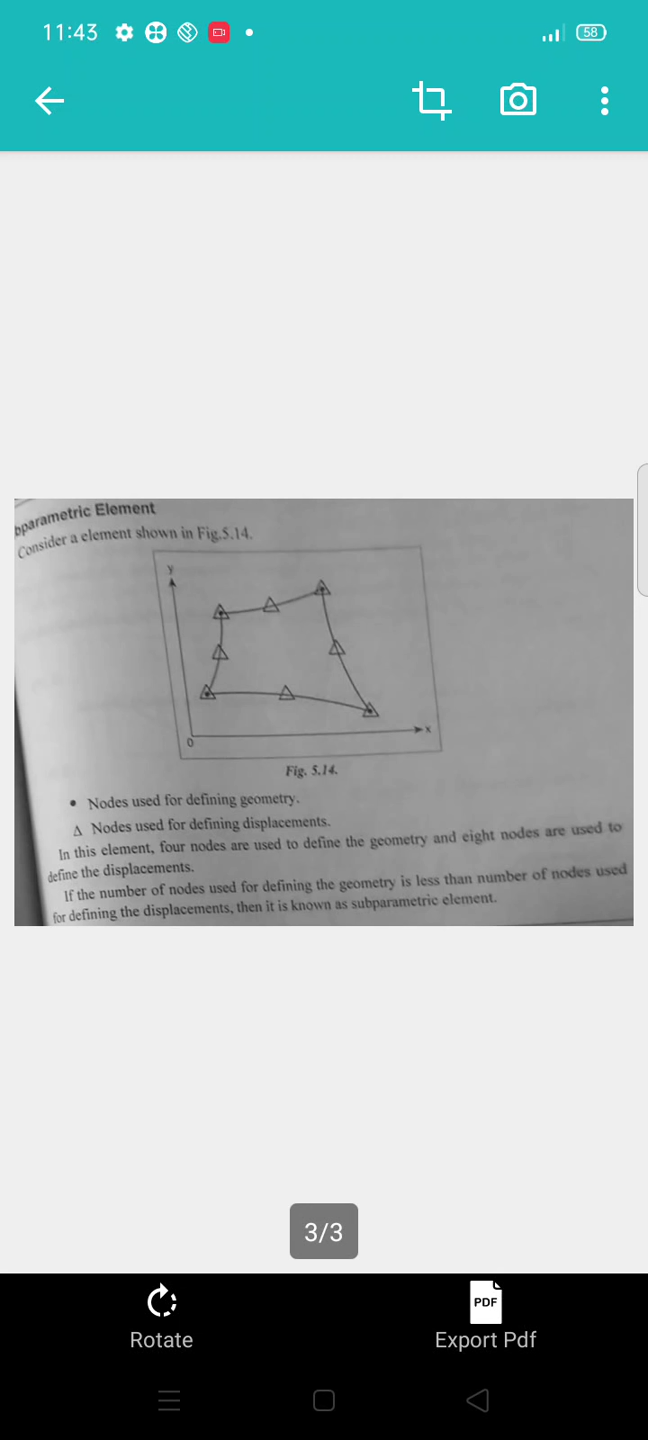 11:43
58
bparametric Element
Consider a element shown in Fig.5.14.
y
0
x
Fig. 5.14.
• Nodes used for defining geometry.
Δ Nodes used for defining displacements.
In this element, four nodes are used to define the geometry and eight nodes are used to
define the displacements.
If the number of nodes used for defining the geometry is less than number of nodes used
for defining the displacements, then it is known as subparametric element.
3/3
PDF
Rotate
Export Pdf